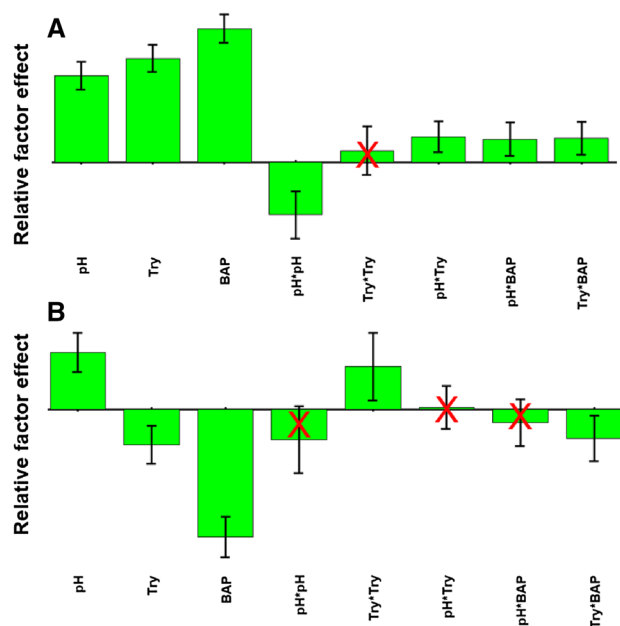 A
Relative factor effect
pH
Try
BAP
pH*pH
Try*Try
pH*Try
pH*BAP
Try*BAP
B
Relative factor effect
pH
Try
BAP
pH*pH
Try*Try
pH*Try
pH*BAP
Try*BAP